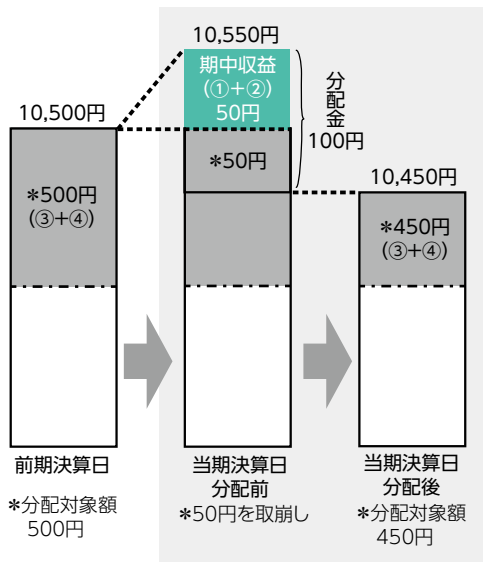 10,500円
＊500円
(③＋④)
前期決算日
＊分配対象額
500円
10,550円
期中収益
(①＋②)
50円
＊50円
分配金
100円
当期決算日
分配前
＊50円を取崩し
10,450円
＊450円
(③＋④)
当期決算日
分配後
＊分配対象額
450円